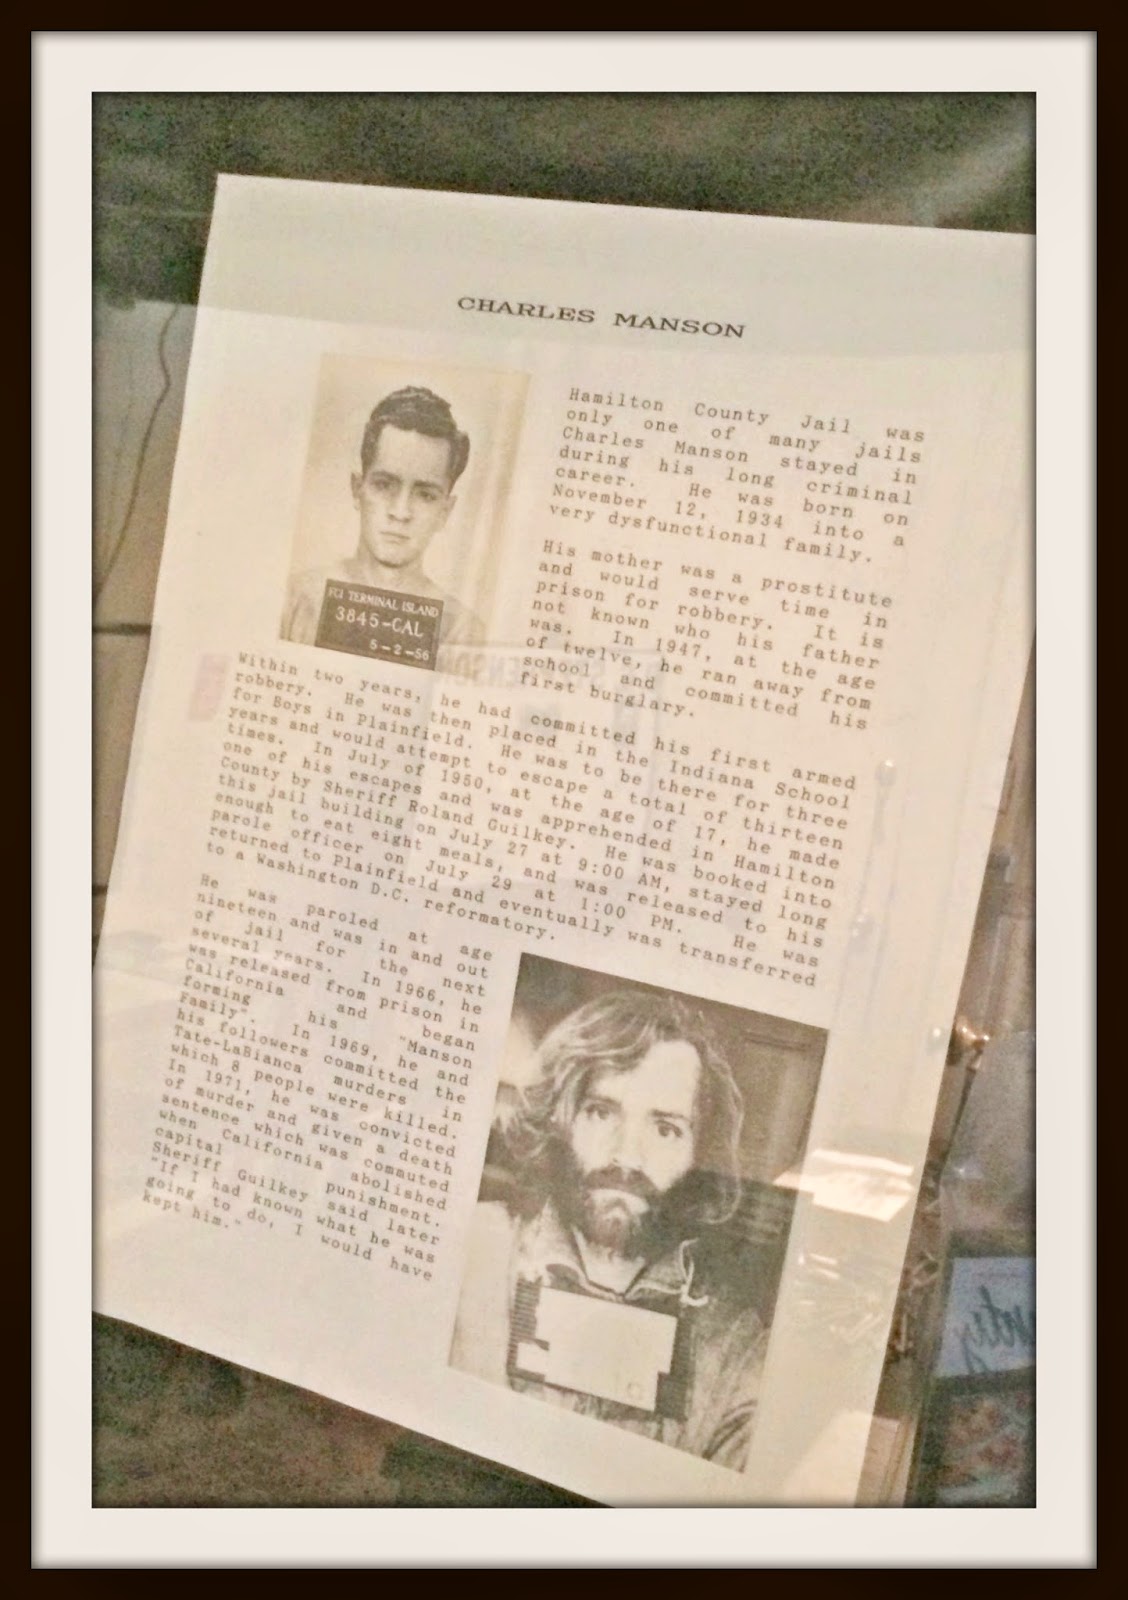 CHARLES MANSON
Hamilton County Jail was
only one of many jails
Charles Manson stayed in
during his long criminal
career. He was born on
November 12, 1934 into a
very dysfunctional family.
His mother was a prostitute
and would serve time in
prison for robbery. It is
not known who his father
was. In 1947, at the age
of twelve, he ran away from
school and committed his
first burglary.
FCI TERMINAL ISLAND
3845-CAL
5-2-56
Within two years, he had committed his first armed
robbery. He was then placed in the Indiana School
for Boys in Plainfield. He was to be there for three
years and would attempt to escape a total of thirteen
times. In July of 1950, at the age of 17, he made
one of his escapes and was apprehended in Hamilton
County by Sheriff Roland Guilkey. He was booked into
this jail building on July 27 at 9:00 AM, stayed long
enough to eat eight meals, and was released to his
parole officer on July 29 at 1:00 PM. He was
returned to Plainfield and eventually was transferred
to a Washington D.C. reformatory.
He was paroled at age
nineteen and was in and out
of jail for the next
several years. In 1966, he
was released from prison in
California and began
forming his "Manson
Family". In 1969, he and
his followers committed the
Tate-LaBianca murders in
which 8 people were killed.
In 1971, he was convicted
of murder and given a death
sentence which was commuted
when California abolished
capital punishment.
Sheriff Guilkey said later
"If I had known what he was
going to do, I would have
kept him."